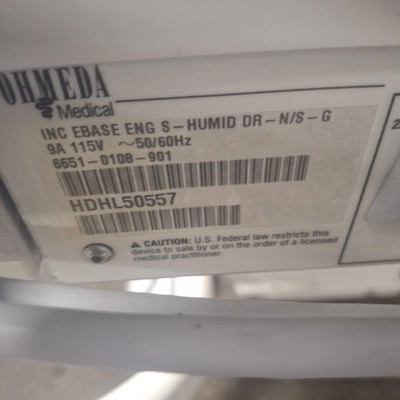 OHMEDA
Medical
INC EBASE ENG S-HUMID DR-N/S-G
9A 115V ~50/60Hz
6651-0108-901
HDHL50557
⚠ CAUTION: U.S. Federal law restricts this
device to sale by or on the order of a licensed
medical practitioner.
2